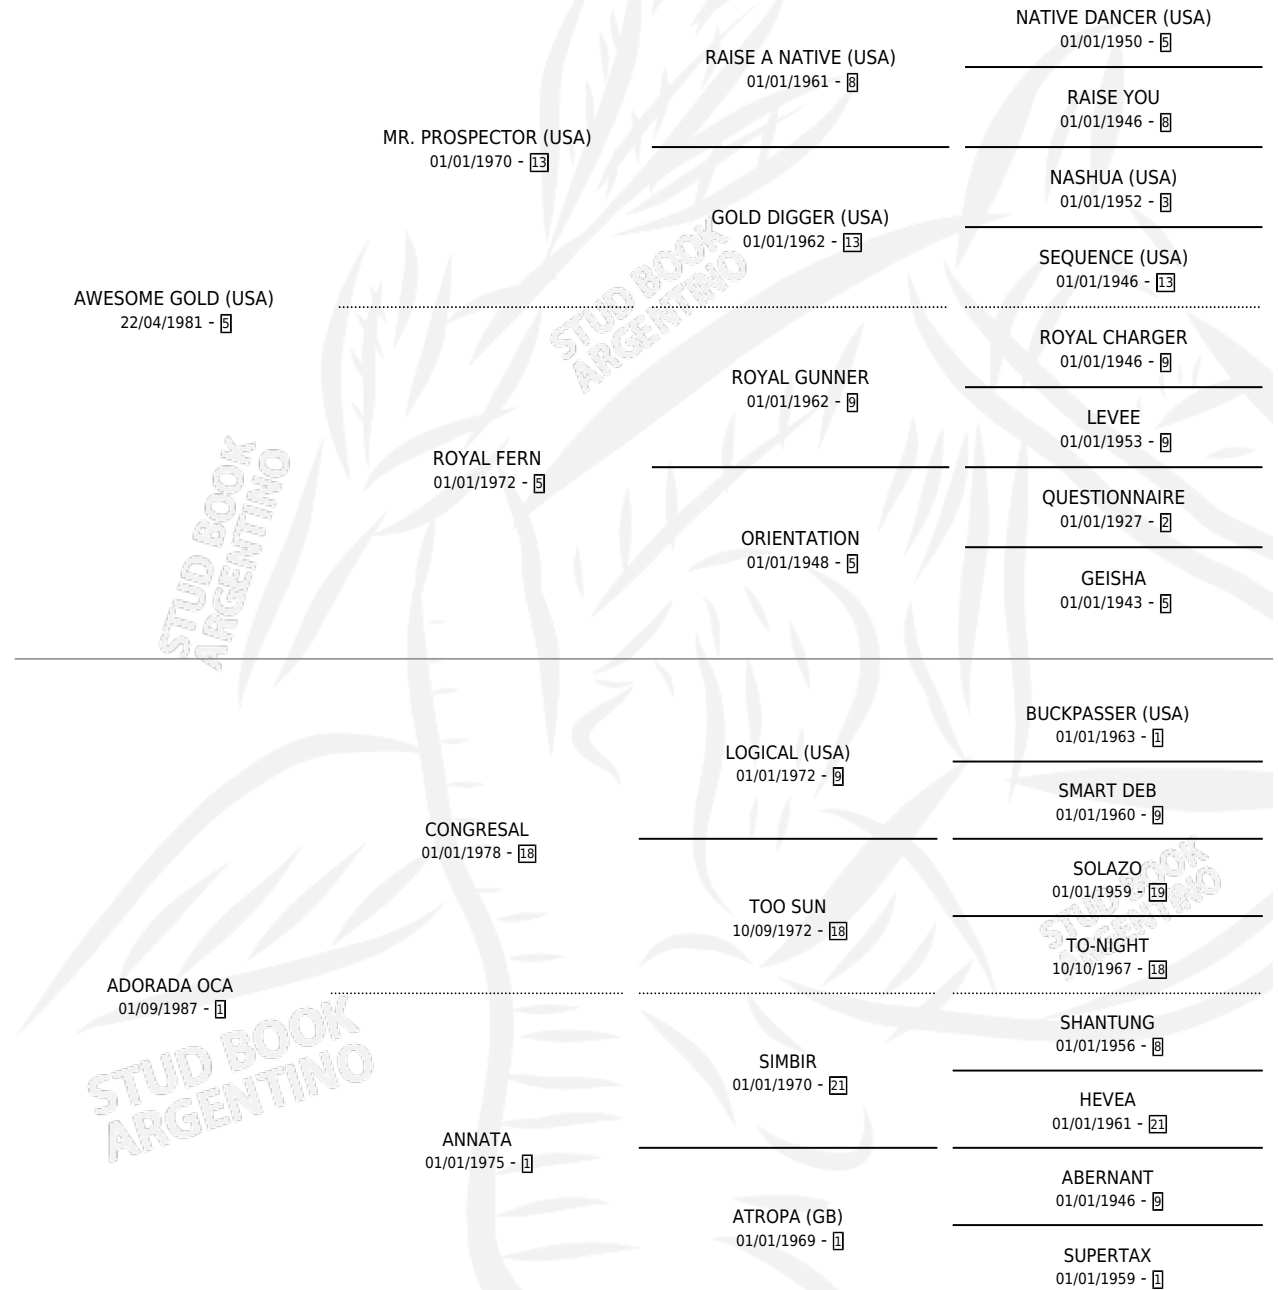 NATIVE DANCER (USA)
01/01/1950 - 5
RAISE A NATIVE (USA)
01/01/1961 - 8
RAISE YOU
01/01/1946 - 8
MR. PROSPECTOR (USA)
01/01/1970 - 13
NASHUA (USA)
01/01/1952 - 3
GOLD DIGGER (USA)
01/01/1962 - 13
SEQUENCE (USA)
01/01/1946 - 13
AWESOME GOLD (USA)
22/04/1981 - 5
STUD BOOK
ARGENTINO
ROYAL CHARGER
01/01/1946 - 9
ROYAL GUNNER
01/01/1962 - 9
LEVEE
01/01/1953 - 9
ROYAL FERN
01/01/1972 - 5
QUESTIONNAIRE
01/01/1927 - 2
ORIENTATION
01/01/1948 - 5
GEISHA
01/01/1943 - 5
STUD BOOK
ARGENTINO
BUCKPASSER (USA)
01/01/1963 - 1
LOGICAL (USA)
01/01/1972 - 9
SMART DEB
01/01/1960 - 9
CONGRESAL
01/01/1978 - 18
SOLAZO
01/01/1959 - 19
TOO SUN
10/09/1972 - 18
STUD BOOK
ARGENTINO
TO-NIGHT
10/10/1967 - 18
ADORADA OCA
01/09/1987 - 1
STUD BOOK
ARGENTINO
SHANTUNG
01/01/1956 - 8
SIMBIR
01/01/1970 - 21
HEVEA
01/01/1961 - 21
ANNATA
01/01/1975 - 1
ABERNANT
01/01/1946 - 9
ATROPA (GB)
01/01/1969 - 1
SUPERTAX
01/01/1959 - 1